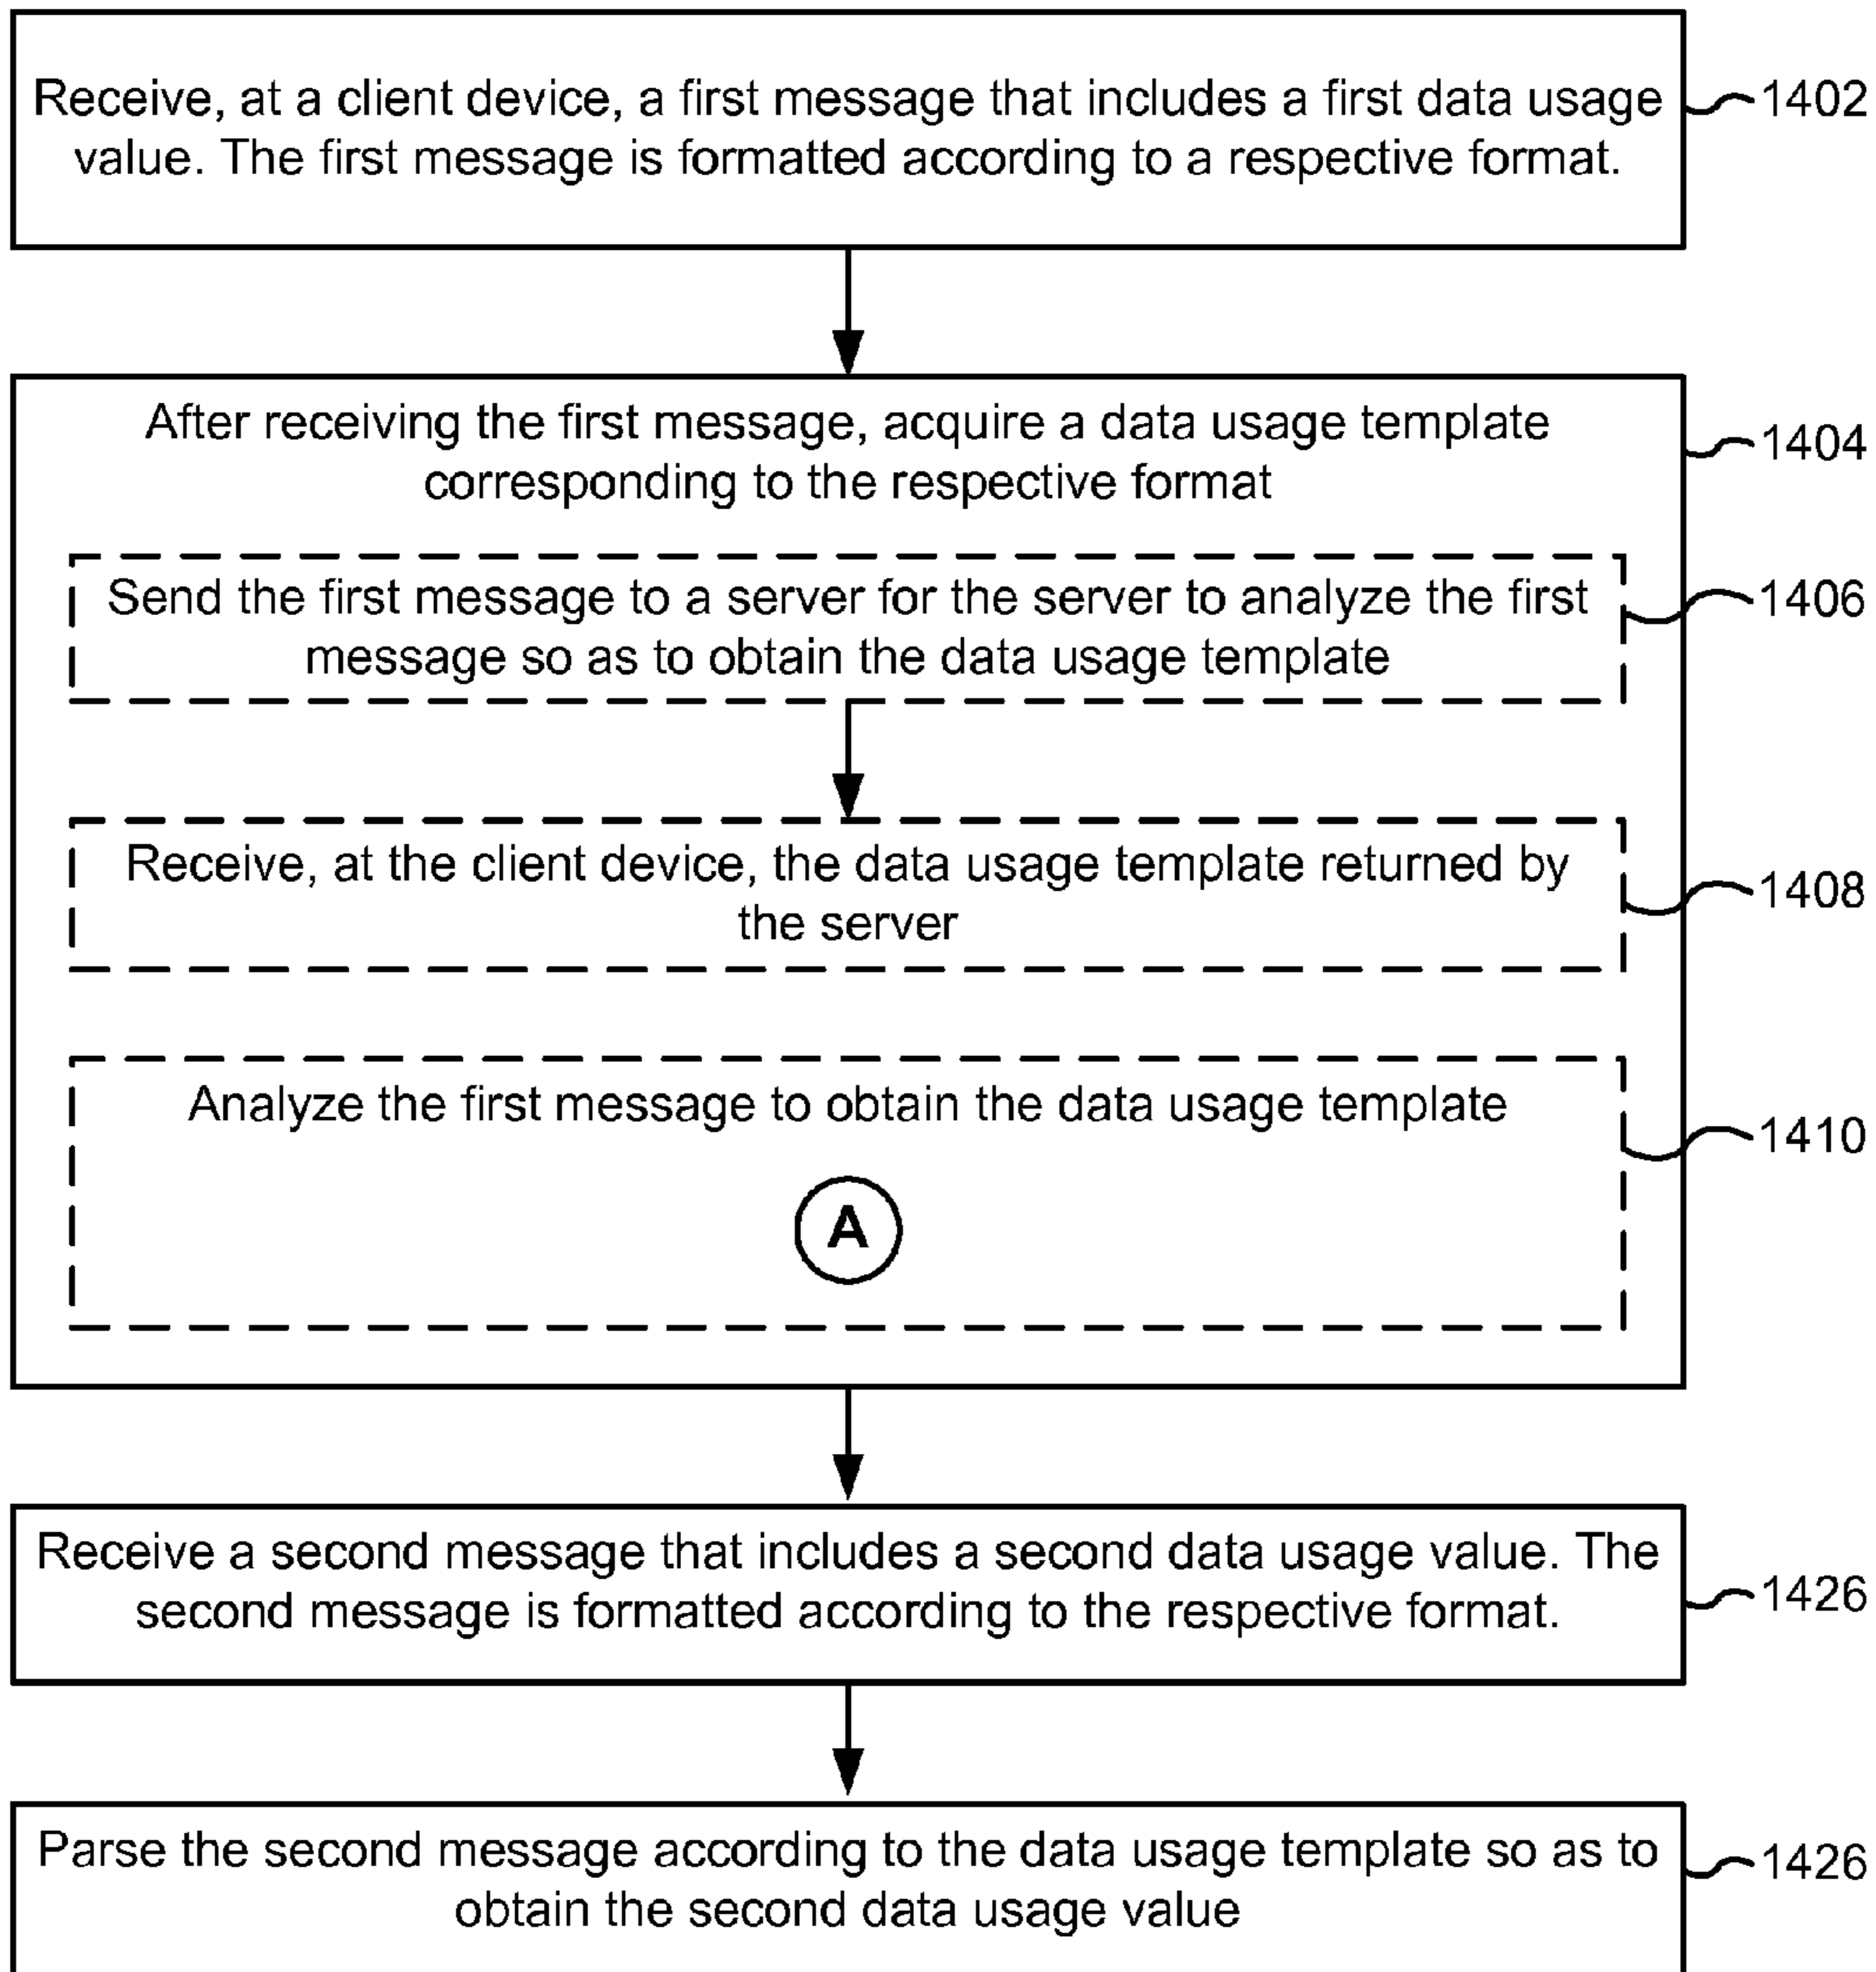 Receive, at a client device, a first message that includes a first data usage
value. The first message is formatted according to a respective format.
1402
After receiving the first message, acquire a data usage template
corresponding to the respective format
1404
Send the first message to a server for the server to analyze the first
message so as to obtain the data usage template
1406
Receive, at the client device, the data usage template returned by
the server
1408
Analyze the first message to obtain the data usage template
1410
A
Receive a second message that includes a second data usage value. The
second message is formatted according to the respective format.
1426
Parse the second message according to the data usage template so as to
obtain the second data usage value
1426